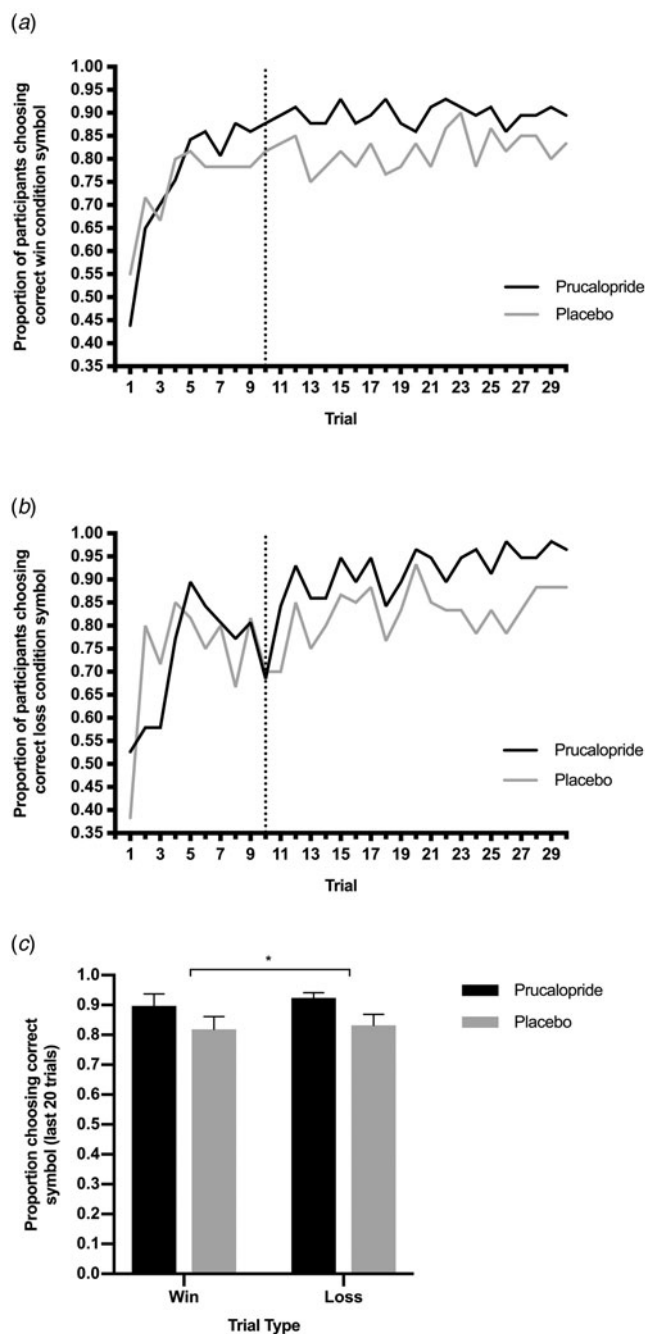 (a)
Proportion of participants choosing
correct win condition symbol
1.00
0.95
0.90
0.85
0.80
0.75
0.70
0.65
0.60
0.55
0.50
0.45
0.40
0.35
1 3 5 7 9 11 13 15 17 19 21 23 25 27 29
Trial
Prucalopride
Placebo
(b)
Proportion of participants choosing
correct loss condition symbol
1.00
0.95
0.90
0.85
0.80
0.75
0.70
0.65
0.60
0.55
0.50
0.45
0.40
0.35
1 3 5 7 9 11 13 15 17 19 21 23 25 27 29
Trial
Prucalopride
Placebo
(c)
Proportion choosing correct
symbol (last 20 trials)
1.0
0.9
0.8
0.7
0.6
0.5
0.4
0.3
0.2
0.1
0.0
*
Win Loss
Trial Type
Prucalopride
Placebo